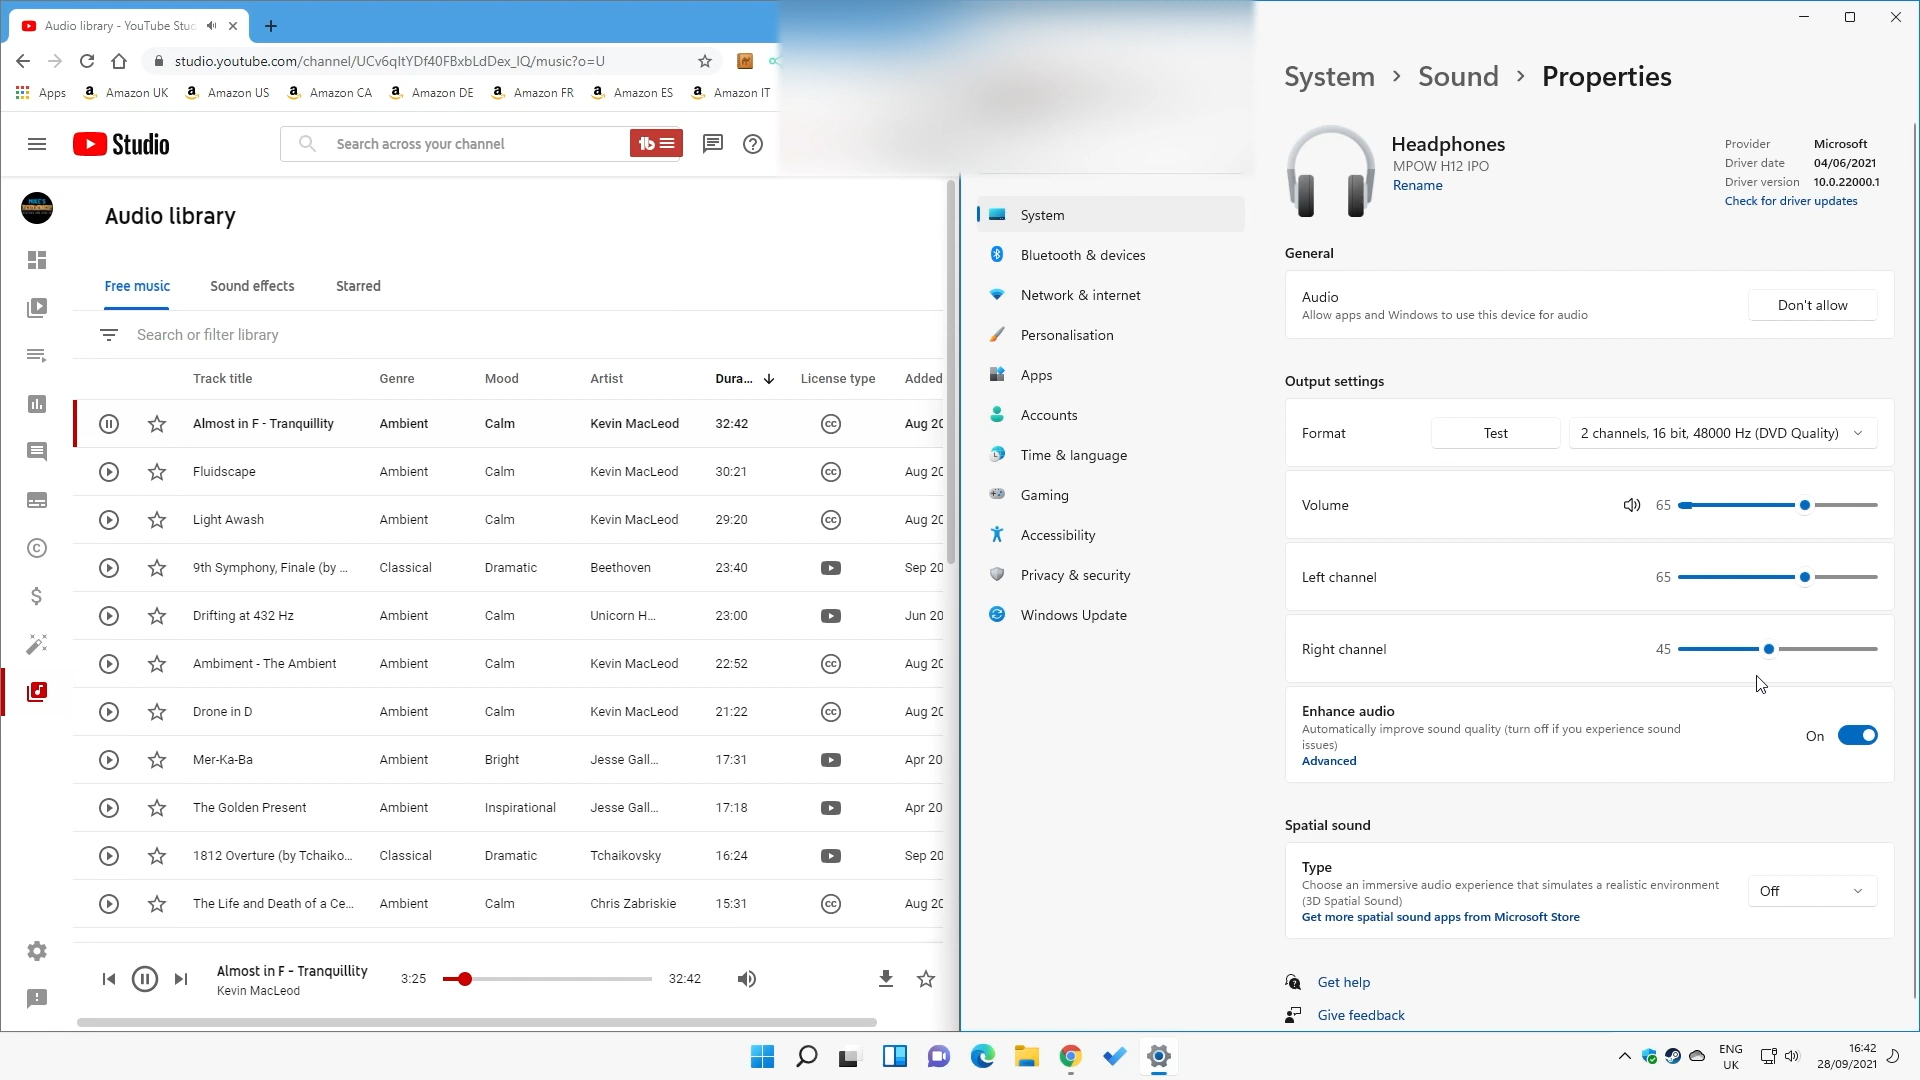 Audio library - YouTube Stud
studio.youtube.com/channel/UCv6qItYDf40FBxbLdDex_IQ/music?o=U
Apps
Amazon UK
Amazon US
Amazon CA
Amazon DE
Amazon FR
Amazon ES
Amazon IT
Studio
Search across your channel
tb
Audio library
Free music
Sound effects
Starred
Search or filter library
Track title Genre Mood Artist Dura... License type Added
Almost in F - Tranquillity Ambient Calm Kevin MacLeod 32:42 cc Aug 20
Fluidscape Ambient Calm Kevin MacLeod 30:21 cc Aug 20
Light Awash Ambient Calm Kevin MacLeod 29:20 cc Aug 20
9th Symphony, Finale (by ... Classical Dramatic Beethoven 23:40 Sep 20
Drifting at 432 Hz Ambient Calm Unicorn H... 23:00 Jun 20
Ambiment - The Ambient Ambient Calm Kevin MacLeod 22:52 cc Aug 20
Drone in D Ambient Calm Kevin MacLeod 21:22 cc Aug 20
Mer-Ka-Ba Ambient Bright Jesse Gall... 17:31 Apr 20
The Golden Present Ambient Inspirational Jesse Gall... 17:18 Apr 20
1812 Overture (by Tchaiko... Classical Dramatic Tchaikovsky 16:24 Sep 20
The Life and Death of a Ce... Ambient Calm Chris Zabriskie 15:31 cc Aug 20
Almost in F - Tranquillity
Kevin MacLeod
3:25
32:42
System
Bluetooth & devices
Network & internet
Personalisation
Apps
Accounts
Time & language
Gaming
Accessibility
Privacy & security
Windows Update
System > Sound > Properties
Headphones
MPOW H12 IPO
Rename
Provider Microsoft
Driver date 04/06/2021
Driver version 10.0.22000.1
Check for driver updates
General
Audio
Allow apps and Windows to use this device for audio
Don't allow
Output settings
Format
Test
2 channels, 16 bit, 48000 Hz (DVD Quality)
Volume
65
Left channel
65
Right channel
45
Enhance audio
Automatically improve sound quality (turn off if you experience sound
issues)
Advanced
On
Spatial sound
Type
Choose an immersive audio experience that simulates a realistic environment
(3D Spatial Sound)
Get more spatial sound apps from Microsoft Store
Off
Get help
Give feedback
ENG
UK
16:42
28/09/2021